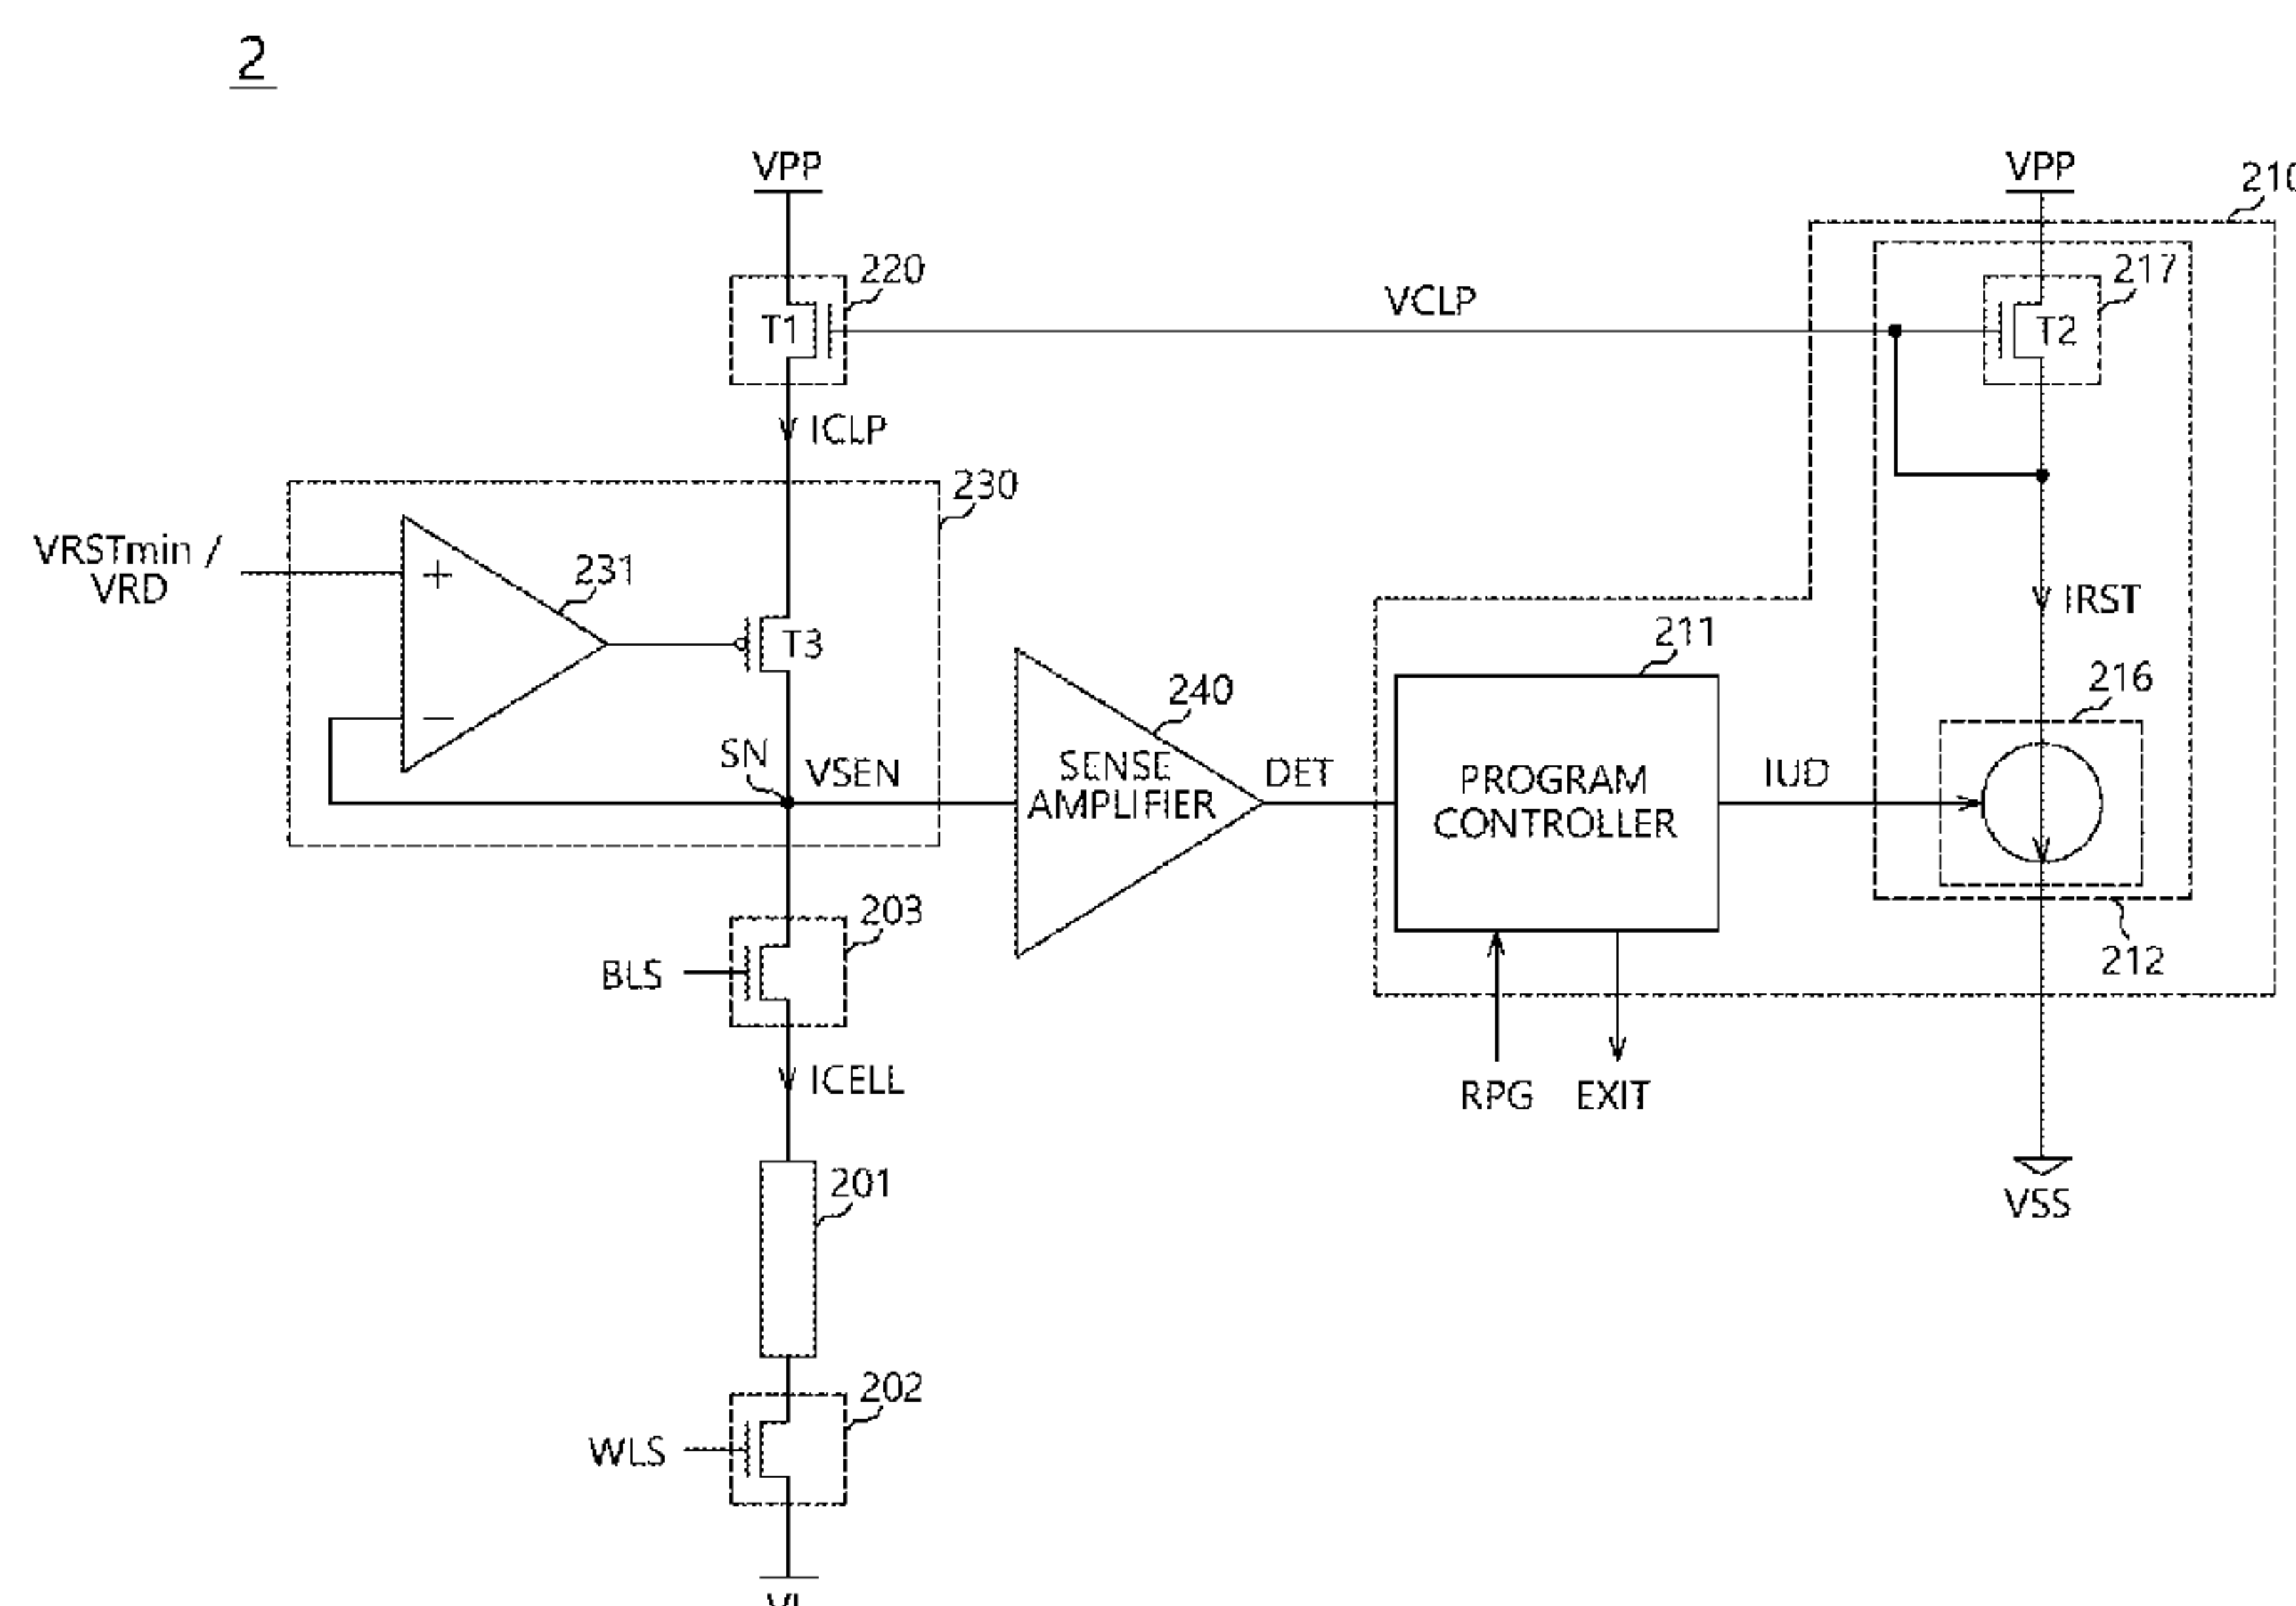 2
VPP
VPP
210
220
217
T1
VCLP
T2
ICLP
230
VRSTmin /
VRD
+
231
T3
IRST
211
216
240
−
SN
VSEN
SENSE
AMPLIFIER
DET
PROGRAM
CONTROLLER
IUD
203
BLS
212
ICELL
RPG
EXIT
201
VSS
202
WLS